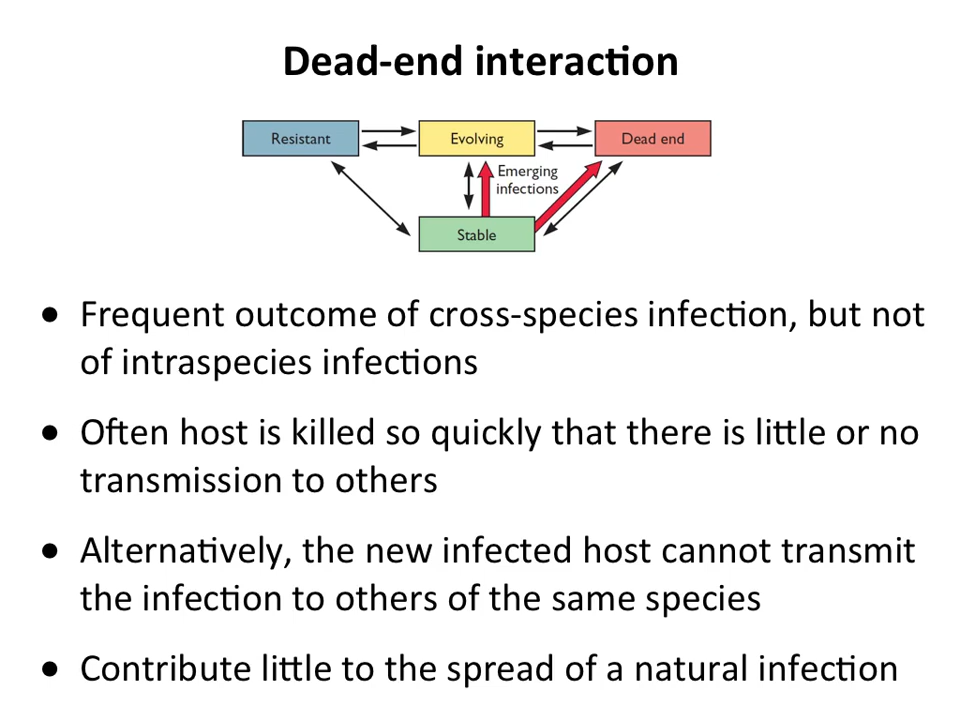 Dead-end interaction
Resistant
Evolving
Dead end
Emerging
infections
Stable
• Frequent outcome of cross-species infection, but not
of intraspecies infections
• Often host is killed so quickly that there is little or no
transmission to others
• Alternatively, the new infected host cannot transmit
the infection to others of the same species
• Contribute little to the spread of a natural infection